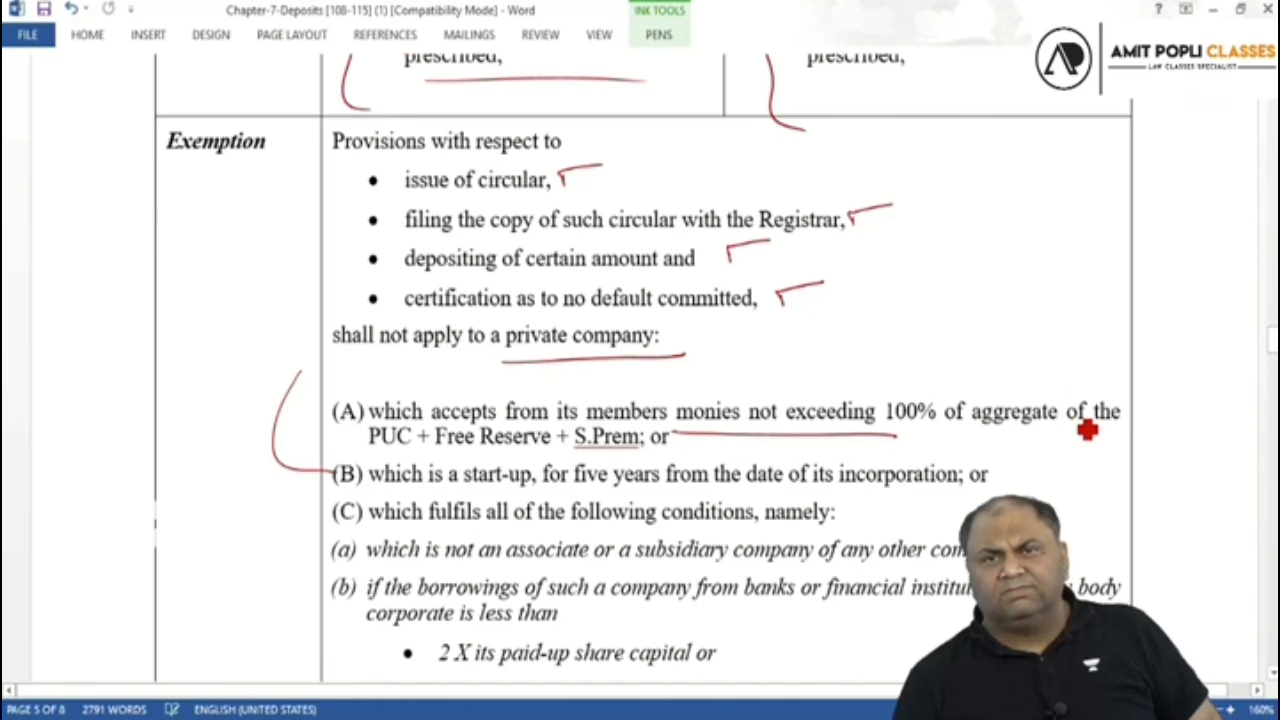 Chapter-7-Deposits [108-115] (1) [Compatibility Mode] - Word
INK TOOLS
FILE HOME INSERT DESIGN PAGE LAYOUT REFERENCES MAILINGS REVIEW VIEW PENS
AMIT POPLI CLASSES
LAW CLASSES SPECIALIST
prescribed, prescribed,
Exemption
Provisions with respect to
• issue of circular,
• filing the copy of such circular with the Registrar,
• depositing of certain amount and
• certification as to no default committed,
shall not apply to a private company:
(A) which accepts from its members monies not exceeding 100% of aggregate of the
PUC + Free Reserve + S.Prem; or
(B) which is a start-up, for five years from the date of its incorporation; or
(C) which fulfils all of the following conditions, namely:
(a) which is not an associate or a subsidiary company of any other
(b) if the borrowings of such a company from banks or financial body
corporate is less than
• 2 X its paid-up share capital or
PAGE 5 OF 8 2791 WORDS ENGLISH (UNITED STATES) 160%